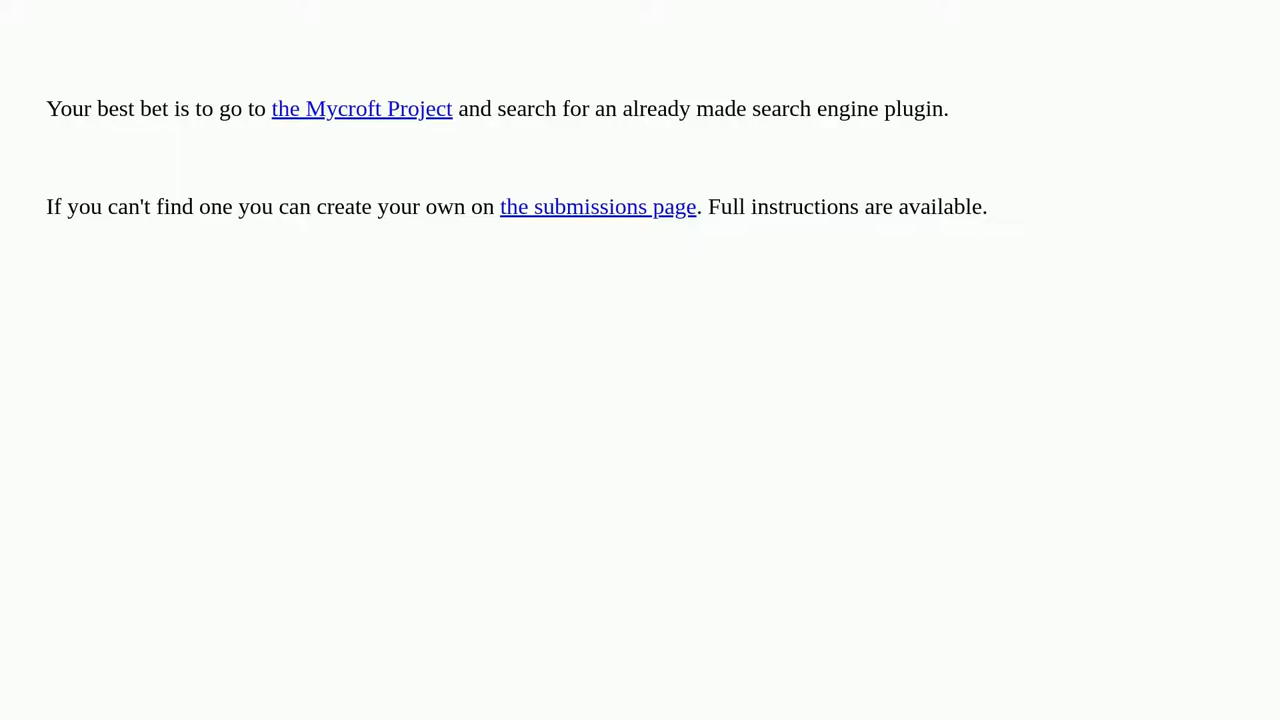 Your best bet is to go to the Mycroft Project and search for an already made search engine plugin.
If you can't find one you can create your own on the submissions page. Full instructions are available.